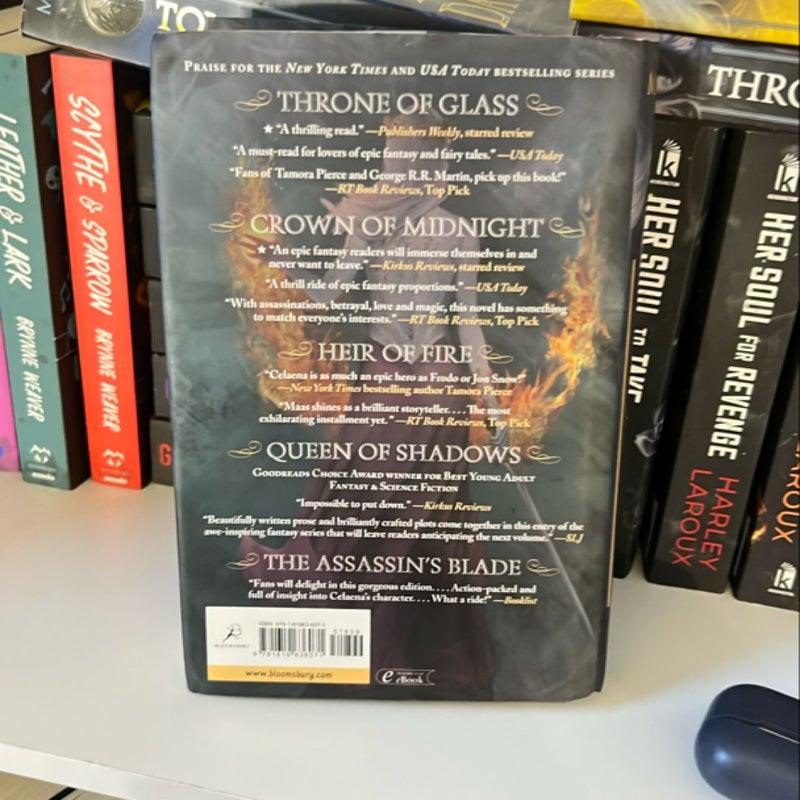 TO
THRO
LEATHER & LARK
BRYNNE WEAVER
SCYTHE & SPARROW
BRYNNE WEAVER
PRAISE FOR THE NEW YORK TIMES AND USA TODAY BESTSELLING SERIES
THRONE OF GLASS
★ “A thrilling read.” —Publishers Weekly, starred review
“A must-read for lovers of epic fantasy and fairy tales.” —USA Today
“Fans of Tamora Pierce and George R.R. Martin, pick up this book!”
—RT Book Reviews, Top Pick
CROWN OF MIDNIGHT
★ “An epic fantasy readers will immerse themselves in and
never want to leave.” —Kirkus Reviews, starred review
“A thrill ride of epic fantasy proportions.” —USA Today
“With assassinations, betrayal, love and magic, this novel has something
to match everyone's interests.” —RT Book Reviews, Top Pick
HEIR OF FIRE
“Celaena is as much an epic hero as Frodo or Jon Snow!”
—New York Times bestselling author Tamora Pierce
“Maas shines as a brilliant storyteller. . . . The most
exhilarating installment yet.” —RT Book Reviews, Top Pick
QUEEN OF SHADOWS
GOODREADS CHOICE AWARD WINNER FOR BEST YOUNG ADULT
FANTASY & SCIENCE FICTION
“Impossible to put down.” —Kirkus Reviews
“Beautifully written prose and brilliantly crafted plots come together in this entry of the
awe-inspiring fantasy series that will leave readers anticipating the next volume.” —SLJ
THE ASSASSIN'S BLADE
“Fans will delight in this gorgeous edition. . . . Action-packed and
full of insight into Celaena's character. . . . What a ride!” —Booklist
51899
BLOOMSBURY
www.bloomsbury.com
eBook
HER SOUL TO
HER SOUL FOR REVENGE
HARLEY LAROUX